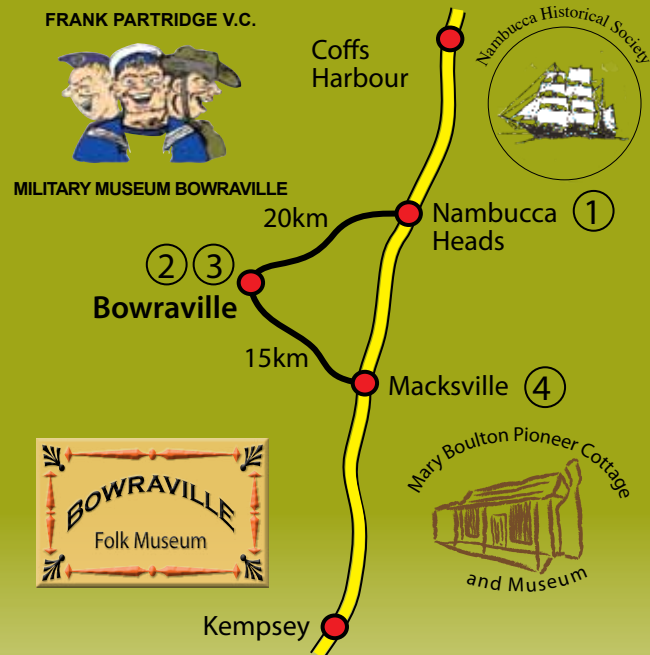 FRANK PARTRIDGE V.C.
MILITARY MUSEUM BOWRAVILLE
Coffs
Harbour
Nambucca Historical Society
20km
Nambucca
Heads
1
2 3
Bowraville
15km
Macksville
4
BOWRAVILLE
Folk Museum
Mary Boulton Pioneer Cottage
and Museum
Kempsey